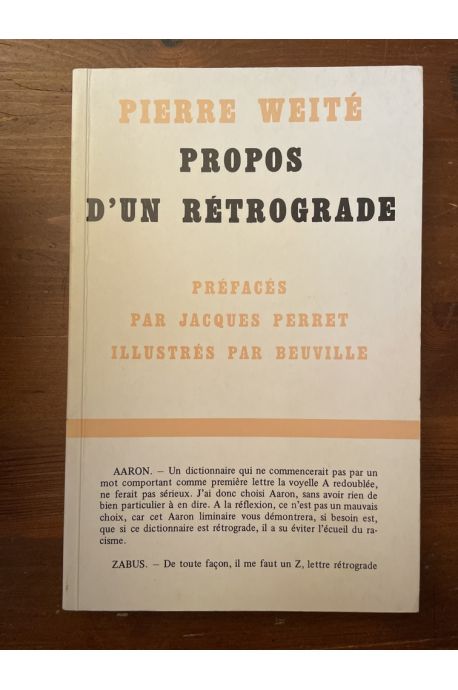 PIERRE WEITÉ
PROPOS
D'UN RÉTROGRADE
PRÉFACÉS
PAR JACQUES PERRET
ILLUSTRÉS PAR BEUVILLE
AARON. – Un dictionnaire qui ne commencerait pas par un
mot comportant comme première lettre la voyelle A redoublée,
ne ferait pas sérieux. J'ai donc choisi Aaron, sans avoir rien de
bien particulier à en dire. A la réflexion, ce n'est pas un mauvais
choix, car cet Aaron liminaire vous démontrera, si besoin est,
que si ce dictionnaire est rétrograde, il a su éviter l'écueil du ra-
cisme.
ZABUS. – De toute façon, il me faut un Z, lettre rétrograde